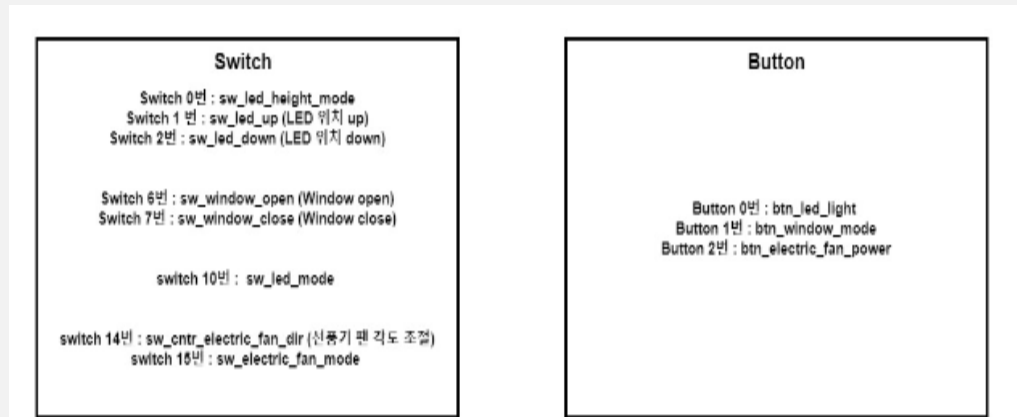 Switch
Switch 0번 : sw_led_height_mode
Switch 1 번 : sw_led_up (LED 위치 up)
Switch 2번 : sw_led_down (LED 위치 down)
Switch 6번 : sw_window_open (Window open)
Switch 7번 : sw_window_close (Window close)
switch 10번 : sw_led_mode
switch 14번 : sw_cntr_electric_fan_dir (선풍기 팬 각도 조절)
switch 15번 : sw_electric_fan_mode
Button
Button 0번 : btn_led_light
Button 1번 : btn_window_mode
Button 2번 : btn_electric_fan_power